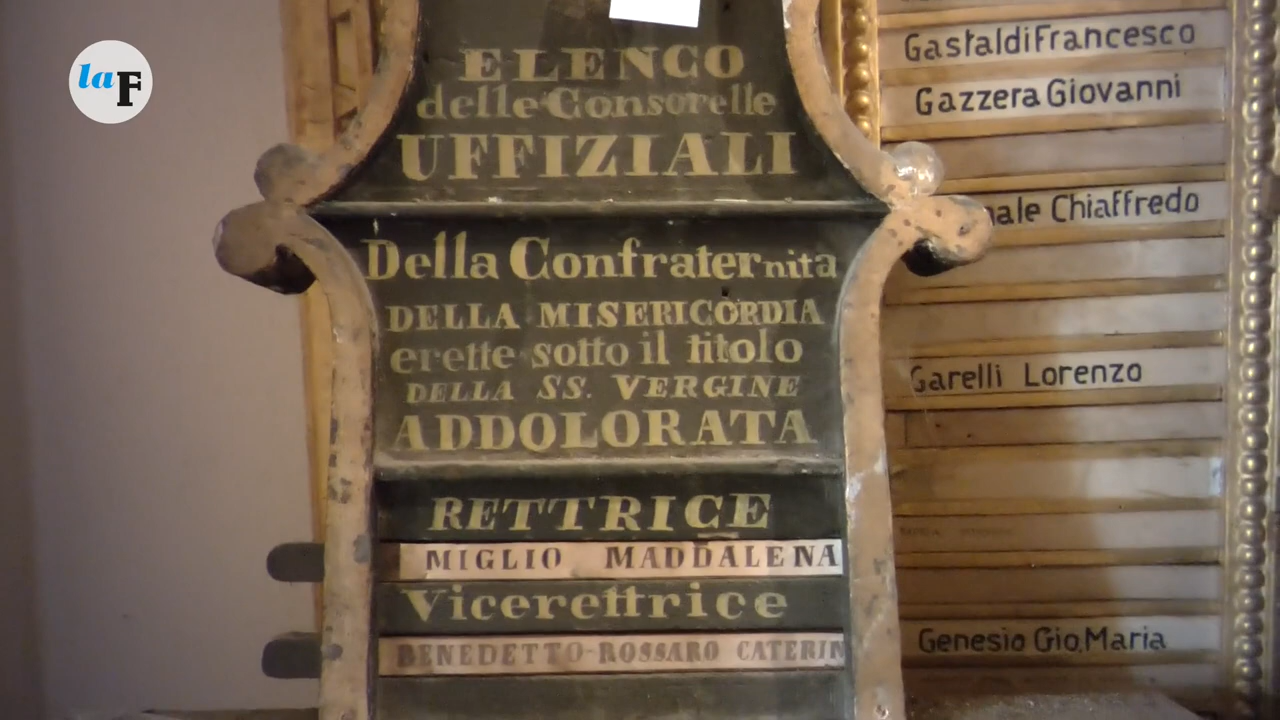 laF
ELENCO
delle Consorelle
UFFIZIALI
Della Confraternita
DELLA MISERICORDIA
erette sotto il titolo
DELLA SS. VERGINE
ADDOLORATA
RETTRICE
MIGLIO MADDALENA
Vicerettrice
BENEDETTO-ROSSARO CATERIN
Gastaldi Francesco
Gazzera Giovanni
Chiaffredo
Garelli Lorenzo
Genesio Gio. Maria